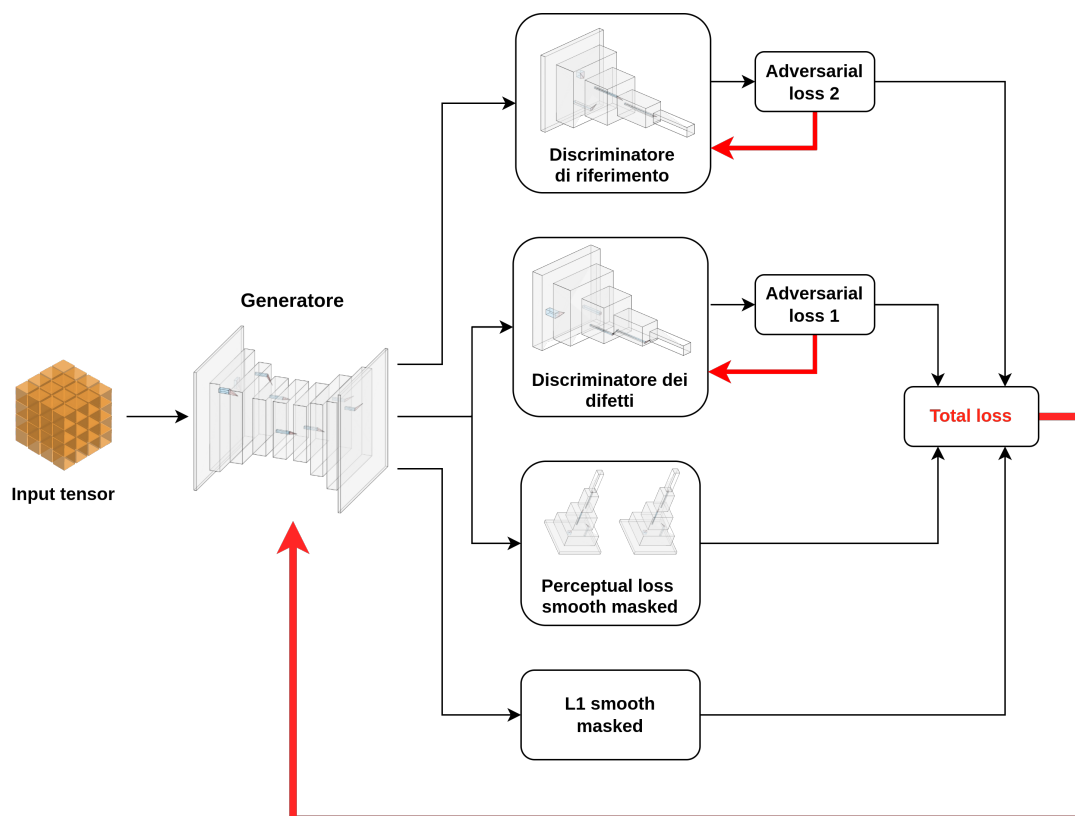 Adversarial
loss 2
Discriminatore
di riferimento
Generatore
Adversarial
loss 1
Discriminatore dei
difetti
Total loss
Input tensor
Perceptual loss
smooth masked
L1 smooth
masked